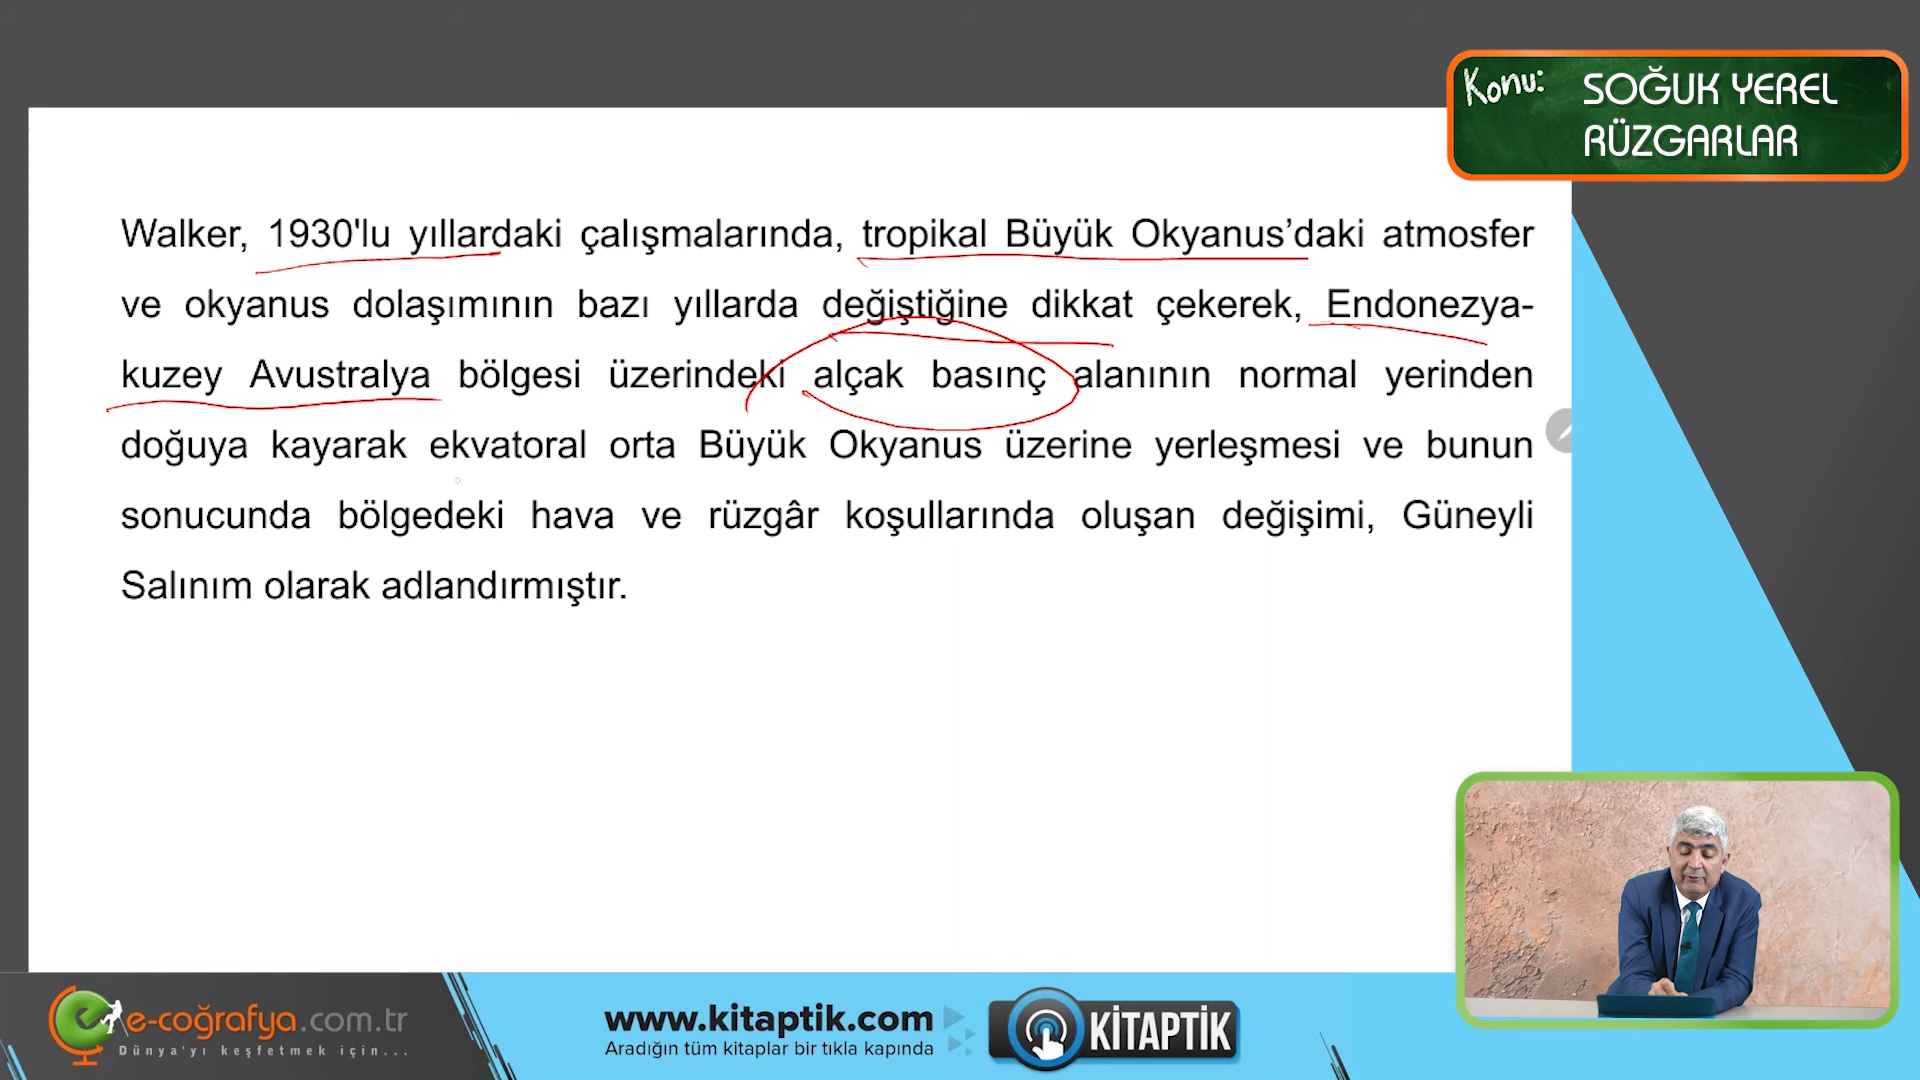 Konu: SOĞUK YEREL
RÜZGARLAR
Walker, 1930'lu yıllardaki çalışmalarında, tropikal Büyük Okyanus’daki atmosfer
ve okyanus dolaşımının bazı yıllarda değiştiğine dikkat çekerek, Endonezya-
kuzey Avustralya bölgesi üzerindeki alçak basınç alanının normal yerinden
doğuya kayarak ekvatoral orta Büyük Okyanus üzerine yerleşmesi ve bunun
sonucunda bölgedeki hava ve rüzgâr koşullarında oluşan değişimi, Güneyli
Salınım olarak adlandırmıştır.
e-coğrafya.com.tr
Dünya'yı keşfetmek için...
www.kitaptik.com
Aradığın tüm kitaplar bir tıkla kapında
KİTAPTIK